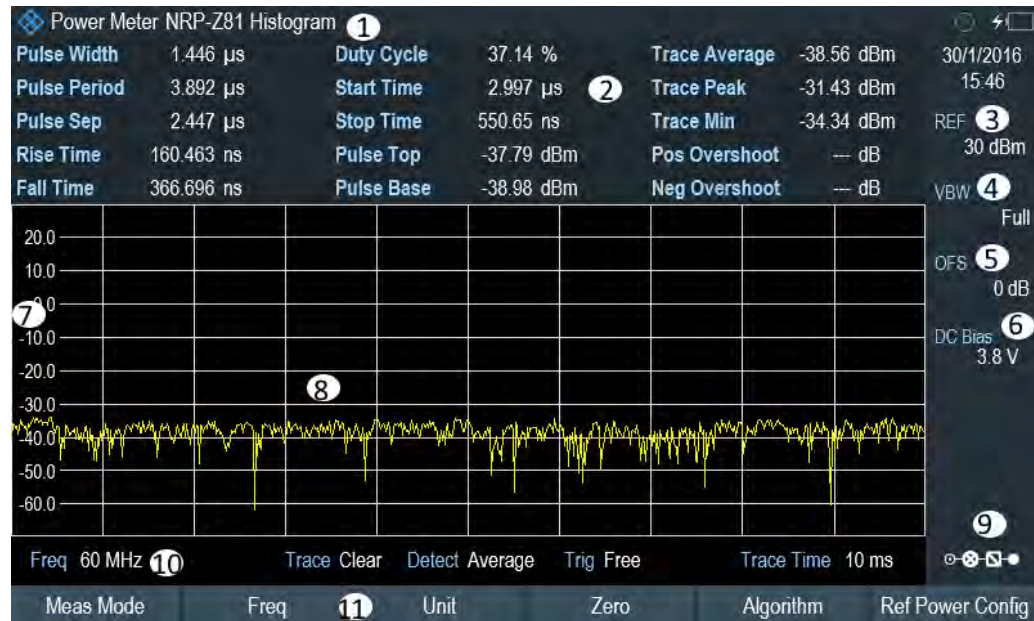 Power Meter NRP-Z81 Histogram 1
Pulse Width 1.446 µs Duty Cycle 37.14 % Trace Average -38.56 dBm 30/1/2016
Pulse Period 3.892 µs Start Time 2.997 µs 2 Trace Peak -31.43 dBm 15:46
Pulse Sep 2.447 µs Stop Time 550.65 ns Trace Min -34.34 dBm REF 3
Rise Time 160.463 ns Pulse Top -37.79 dBm Pos Overshoot --- dB 30 dBm
Fall Time 366.696 ns Pulse Base -38.98 dBm Neg Overshoot --- dB VBW 4
Full
20.0
10.0
OFS 5
0 dB
0.0
7
-10.0
DC Bias 6
3.8 V
-20.0
8
-30.0
-40.0
-50.0
-60.0
9
Freq 60 MHz 10 Trace Clear Detect Average Trig Free Trace Time 10 ms
Meas Mode Freq 11 Unit Zero Algorithm Ref Power Config